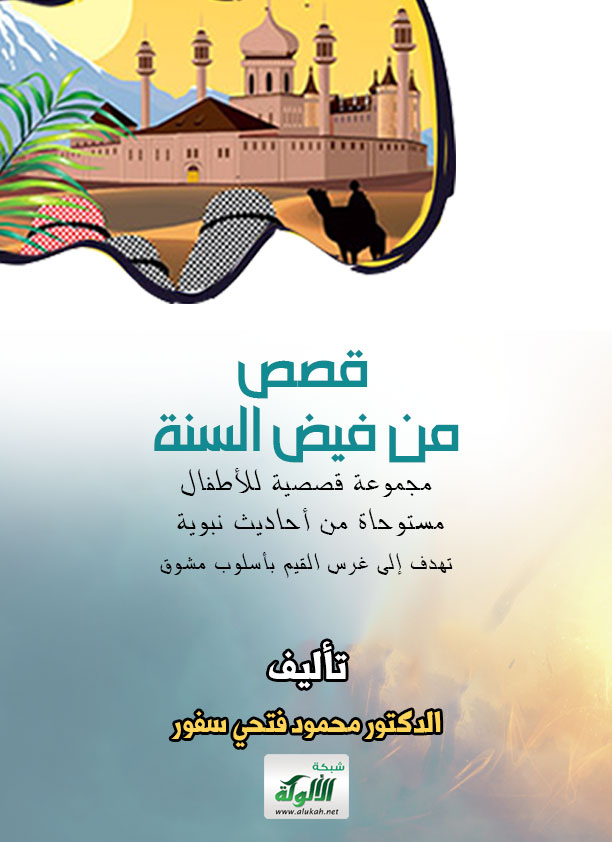 قصص
من فيض السنة
مجموعة قصصية للأطفال
مستوحاة من أحاديث نبوية
تهدف إلى غرس القيم بأسلوب مشوق
تأليف
الدكتور محمود فتحي سفور
شبكة
الألوكة
www.alukah.net